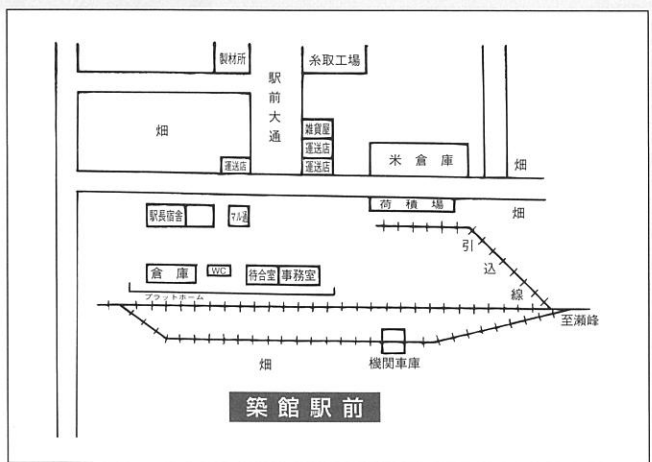 製材所
糸取工場
駅前大通
畑
雑貨屋
運送店
運送店
運送店
米倉庫
畑
荷積場
畑
駅長宿舎
マル通
引込線
倉庫
WC
待合室
事務室
プラットホーム
至瀬峰
畑
機関車庫
築館駅前